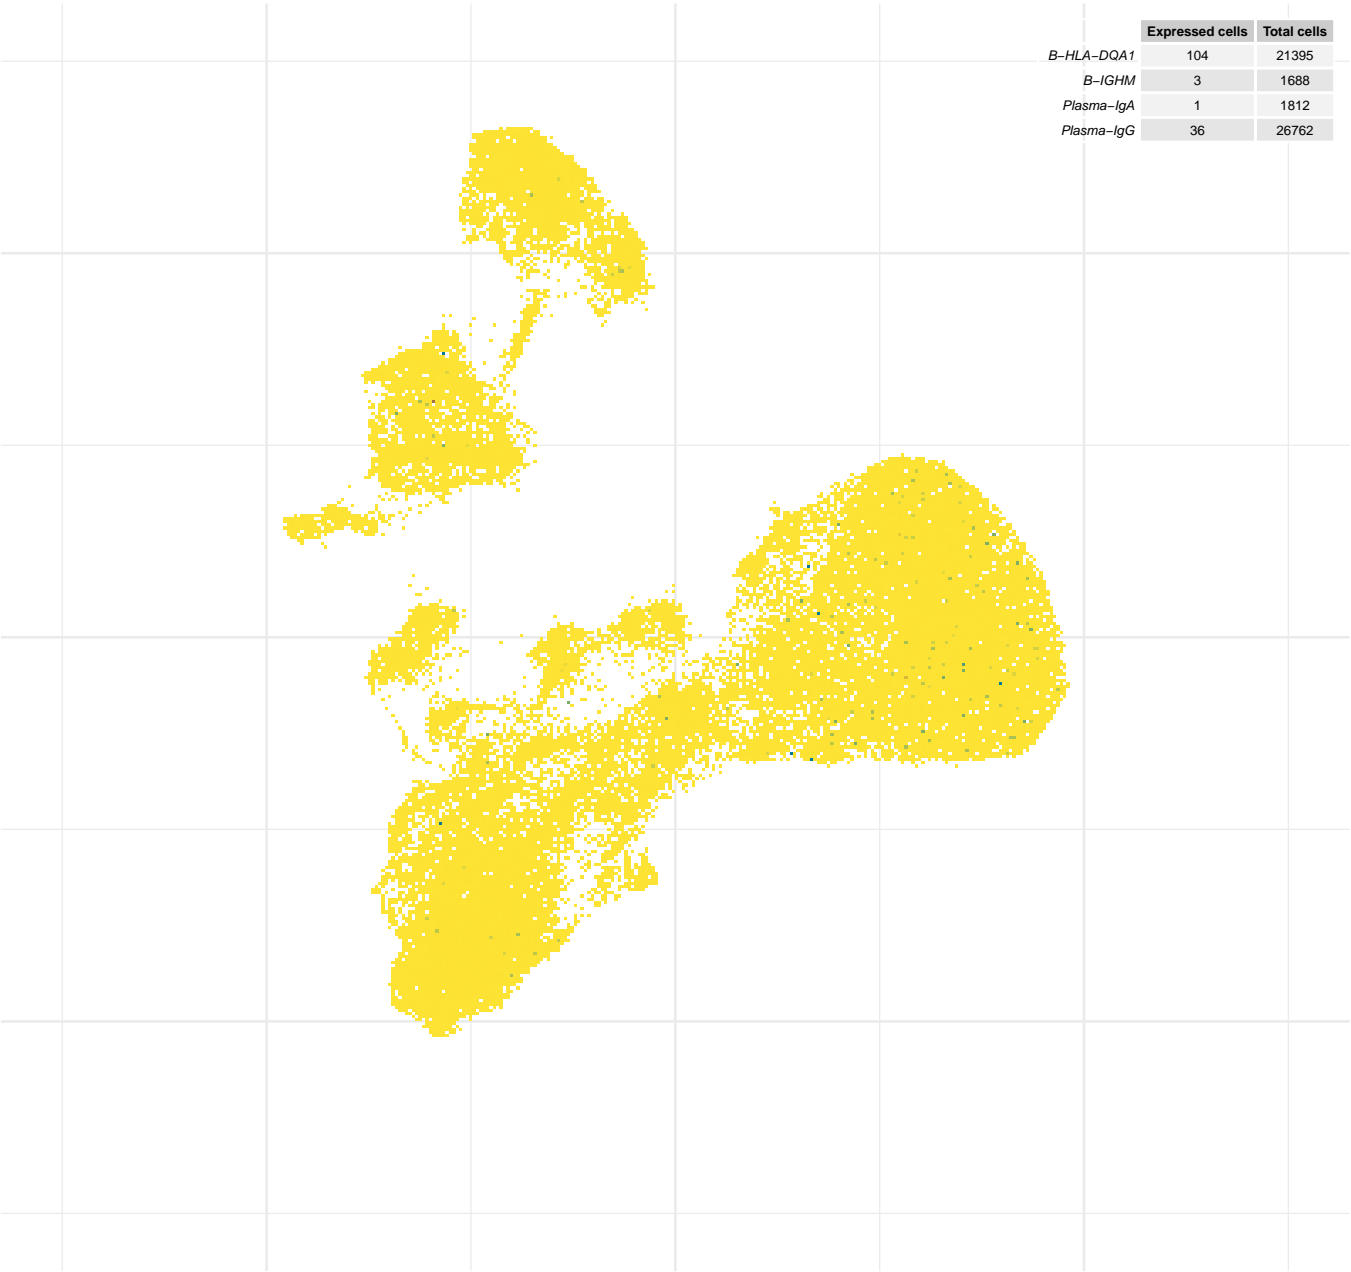 Expressed cells Total cells
B−HLA−DQA1 104 21395
B−IGHM 3 1688
Plasma−IgA 1 1812
Plasma−IgG 36 26762